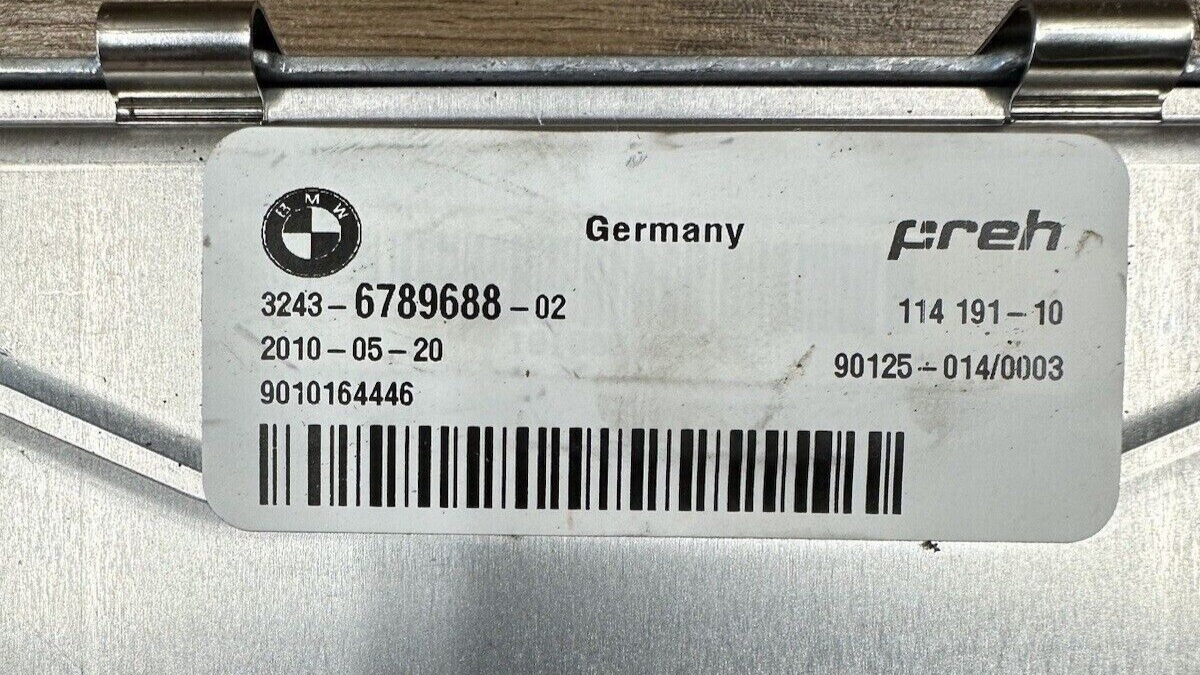 BMW
Germany
preh
3243-6789688-02
114 191-10
2010-05-20
90125-014/0003
9010164446